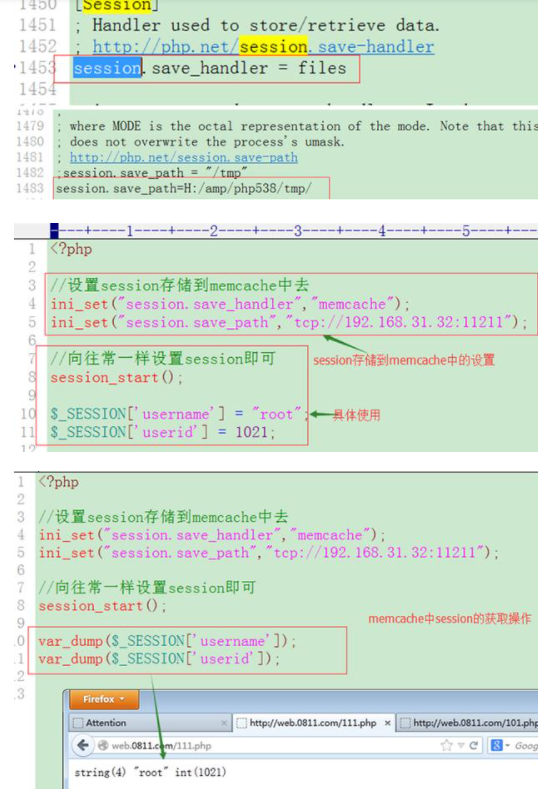 1450 [Session]
1451 ; Handler used to store/retrieve data.
1452 ; http://php.net/session.save-handler
1453 session.save_handler = files
1454
1478 ;
1479 ; where MODE is the octal representation of the mode. Note that this
1480 ; does not overwrite the process's umask.
1481 ; http://php.net/session.save-path
1482 ;session.save_path = "/tmp"
1483 session.save_path=H:/amp/php538/tmp/
----+----1----+----2----+----3----+----4----+----5----+---
1 <?php
2
3 //设置session存储到memcache中去
4 ini_set("session.save_handler","memcache");
5 ini_set("session.save_path","tcp://192.168.31.32:11211");
6
7 //向往常一样设置session即可
session存储到memcache中的设置
8 session_start();
9
10 $_SESSION['username'] = "root";
具体使用
11 $_SESSION['userid'] = 1021;
12
1 <?php
2
3 //设置session存储到memcache中去
4 ini_set("session.save_handler","memcache");
5 ini_set("session.save_path","tcp://192.168.31.32:11211");
6
7 //向往常一样设置session即可
8 session_start();
9
memcache中session的获取操作
.0 var_dump($_SESSION['username']);
.1 var_dump($_SESSION['userid']);
.2
.3
Firefox
Attention × http://web.0811.com/111.php × http://web.0811.com/101.php
web.0811.com/111.php 8 - Goog
string(4) "root" int(1021)